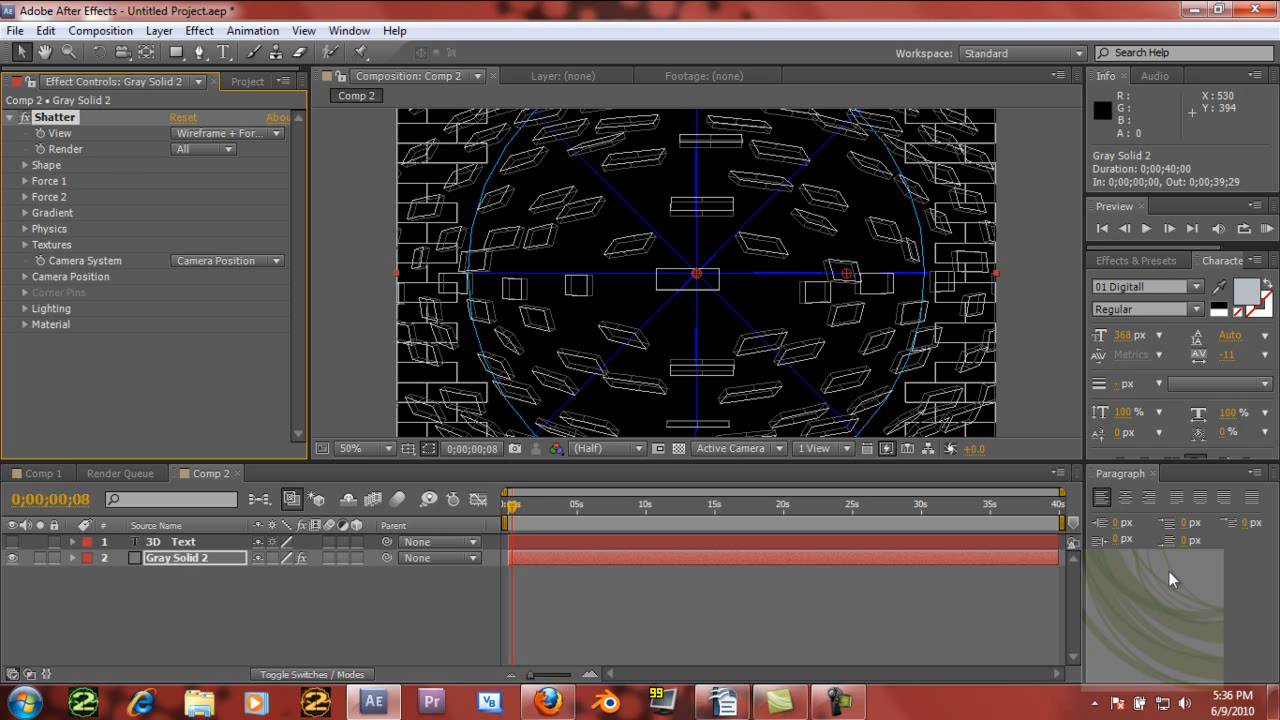 Adobe After Effects - Untitled Project.aep *
File Edit Composition Layer Effect Animation View Window Help
Workspace: Standard Search Help
Effect Controls: Gray Solid 2 Project
Composition: Comp 2 Layer: (none) Footage: (none)
Info Audio
Comp 2 • Gray Solid 2
Comp 2
Shatter Reset Abou
View Wireframe + For...
Render All
Shape
Force 1
Force 2
Gradient
Physics
Textures
Camera System Camera Position
Camera Position
Corner Pins
Lighting
Material
R :
G :
B :
A : 0
X : 530
Y : 394
Gray Solid 2
Duration: 0;00;40;00
In: 0;00;00;00, Out: 0;00;39;29
Preview
Effects & Presets Characte
01 Digitall
Regular
368 px Auto
Metrics -11
- px
100 % 100 %
0 px 0 %
50% 0;00;00;08 (Half) Active Camera 1 View +0.0
Comp 1 Render Queue Comp 2
Paragraph
0;00;00;08
05s 10s 15s 20s 25s 30s 35s 40s
# Source Name Parent
1 T 3D Text None
2 Gray Solid 2 fx None
0 px 0 px 0 px
0 px 0 px
Toggle Switches / Modes
AE Pr VB 99
5:36 PM
6/9/2010